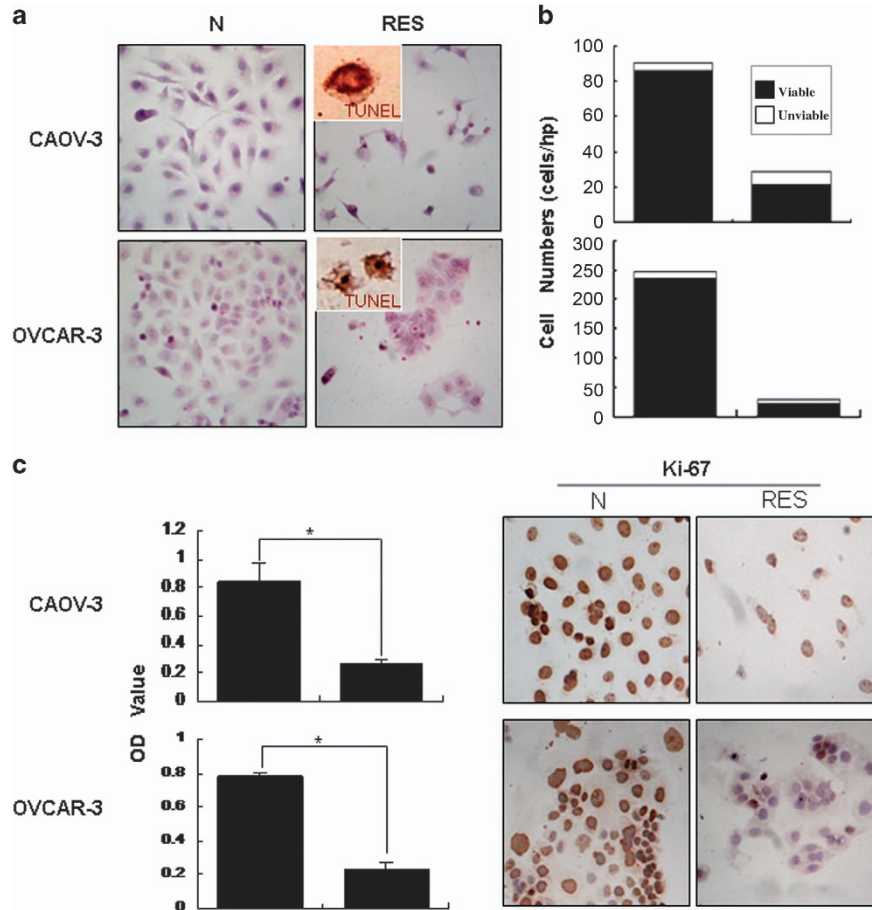 a
N RES
CAOV-3
TUNEL
OVCAR-3
TUNEL
b
Cell Numbers (cells/hp)
100
80
60
40
20
0
Viable
Unviable
300
250
200
150
100
50
0
c
CAOV-3
OVCAR-3
OD Value
1.2
1
0.8
0.6
0.4
0.2
0
*
1
0.8
0.6
0.4
0.2
0
*
Ki-67
N RES